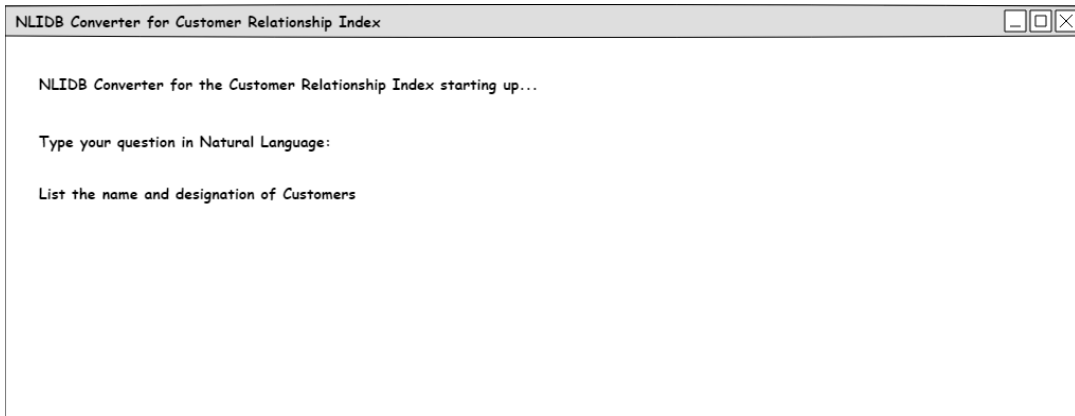 NLIDB Converter for Customer Relationship Index
NLIDB Converter for the Customer Relationship Index starting up...
Type your question in Natural Language:
List the name and designation of Customers